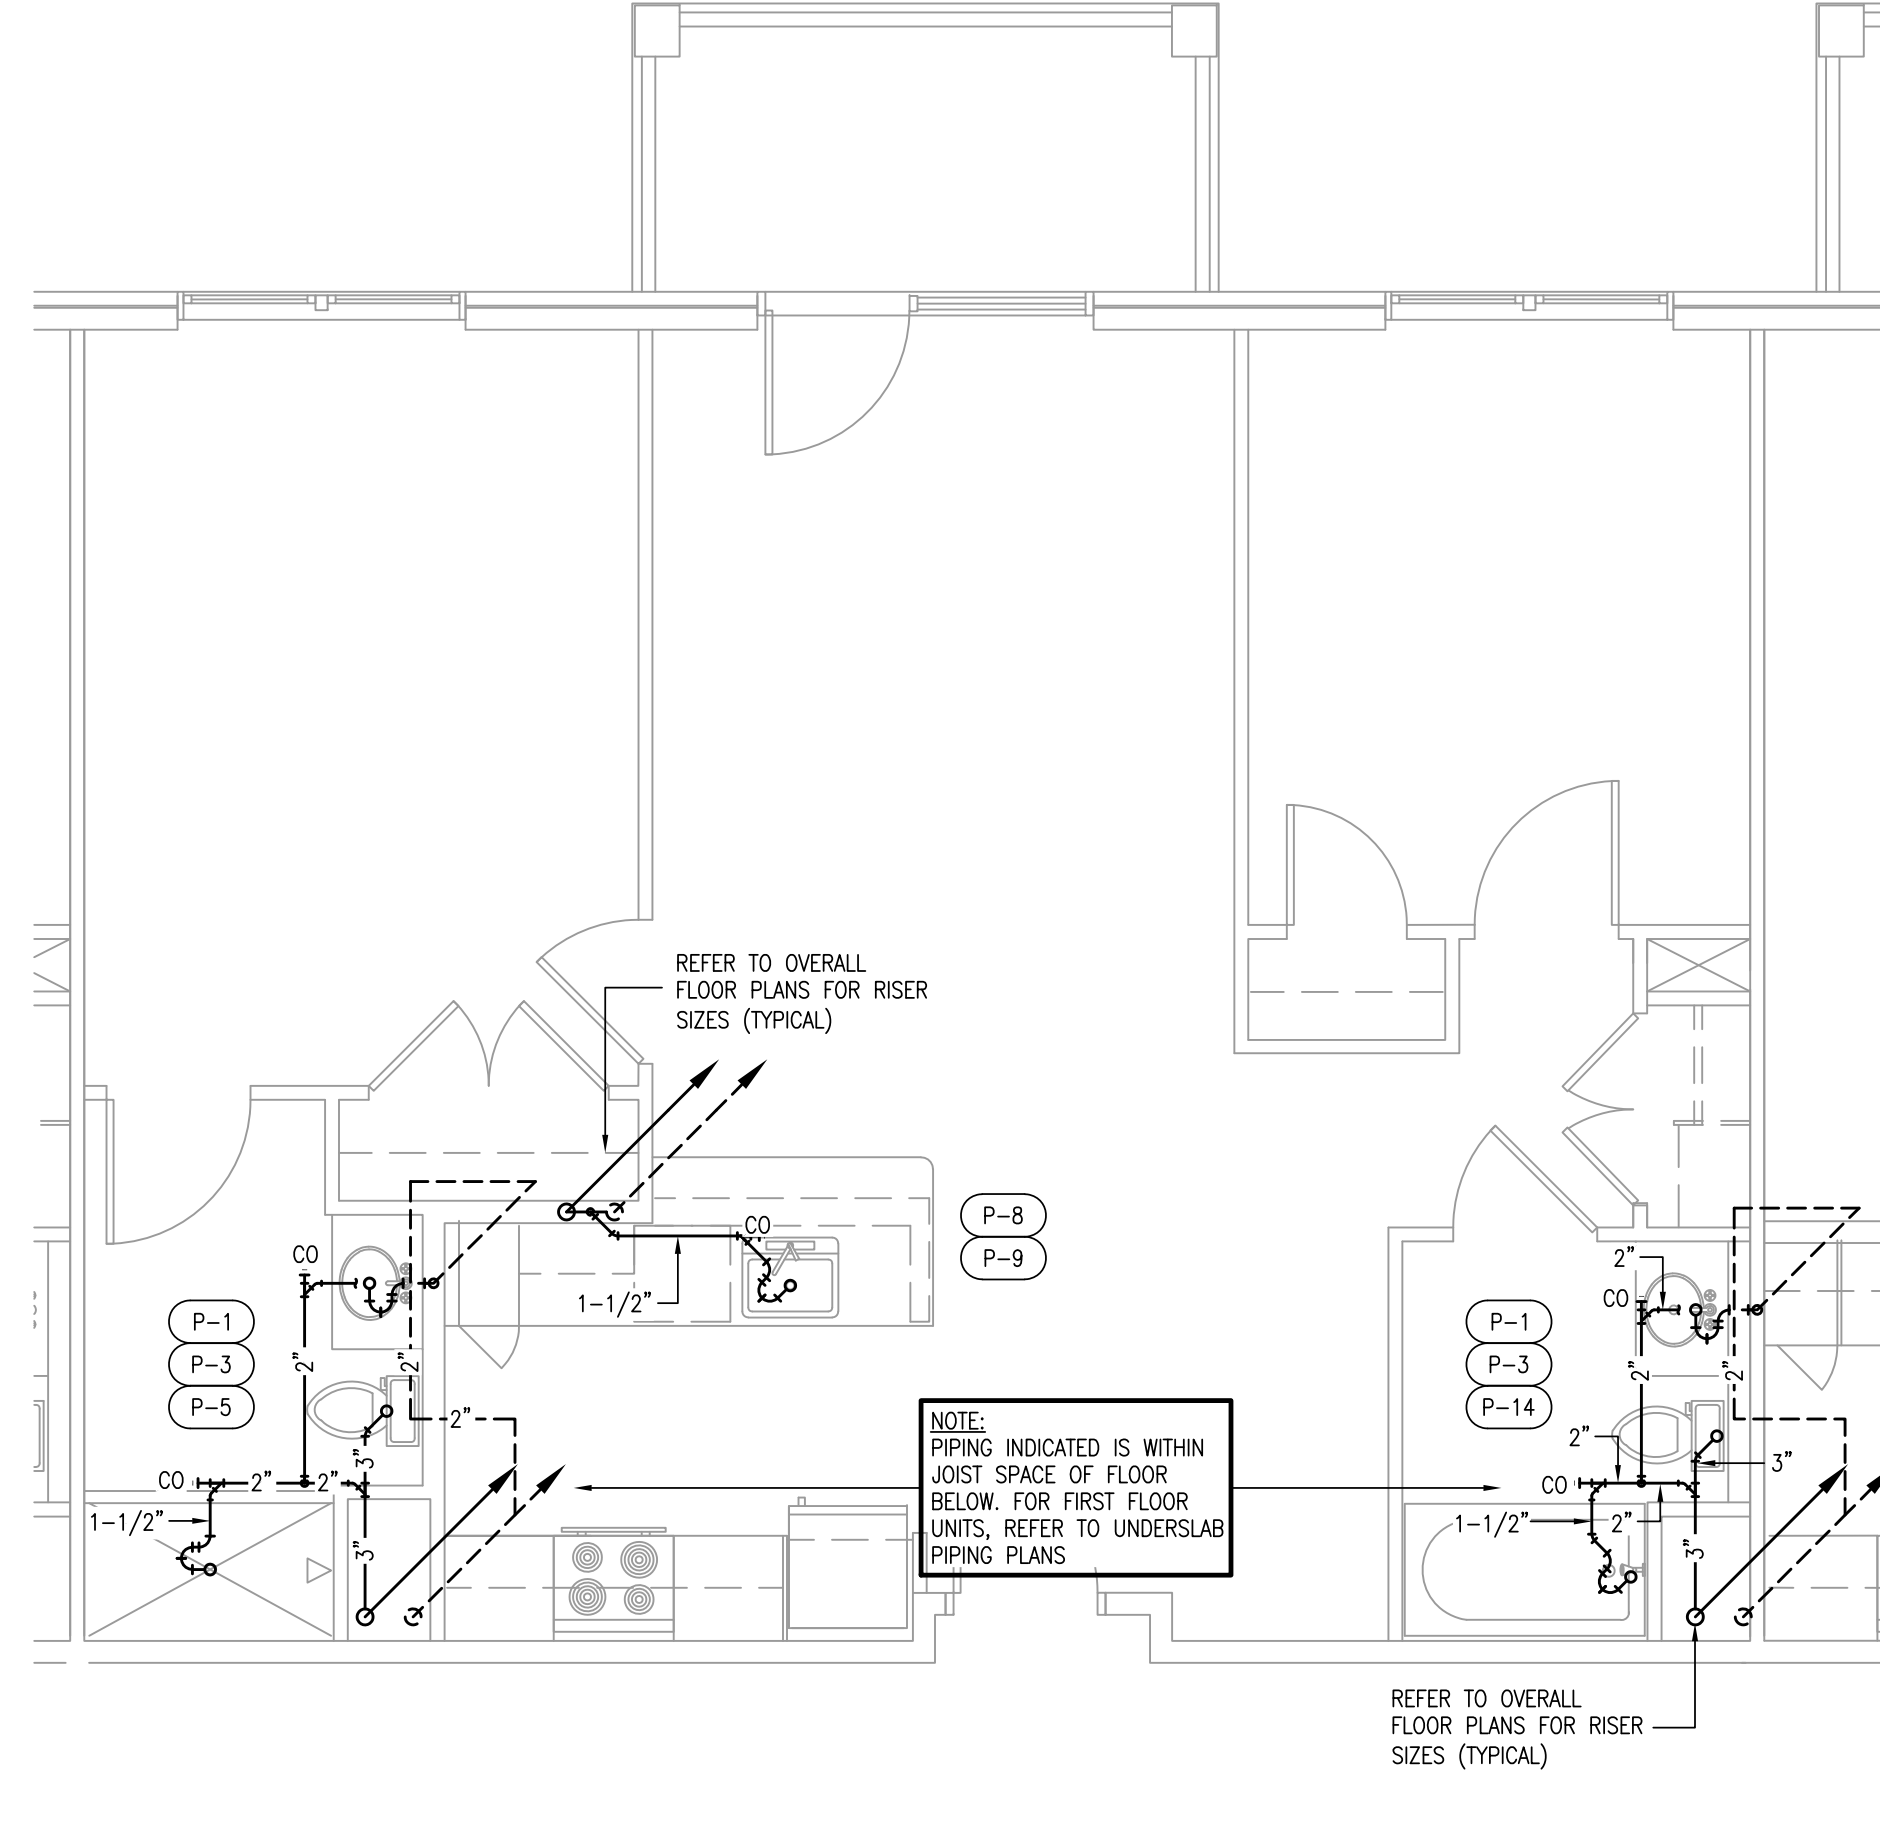 REFER TO OVERALL
FLOOR PLANS FOR RISER
SIZES (TYPICAL)
P-8
P-9
CO
1-1/2"
CO
P-1
P-3
P-5
2"
2"
2"
3"
CO
2"
2"
1-1/2"
3"
NOTE:
PIPING INDICATED IS WITHIN
JOIST SPACE OF FLOOR
BELOW. FOR FIRST FLOOR
UNITS, REFER TO UNDERSLAB
PIPING PLANS
2"
CO
P-1
P-3
P-14
2"
2"
2"
3"
CO
1-1/2"
2"
3"
REFER TO OVERALL
FLOOR PLANS FOR RISER
SIZES (TYPICAL)